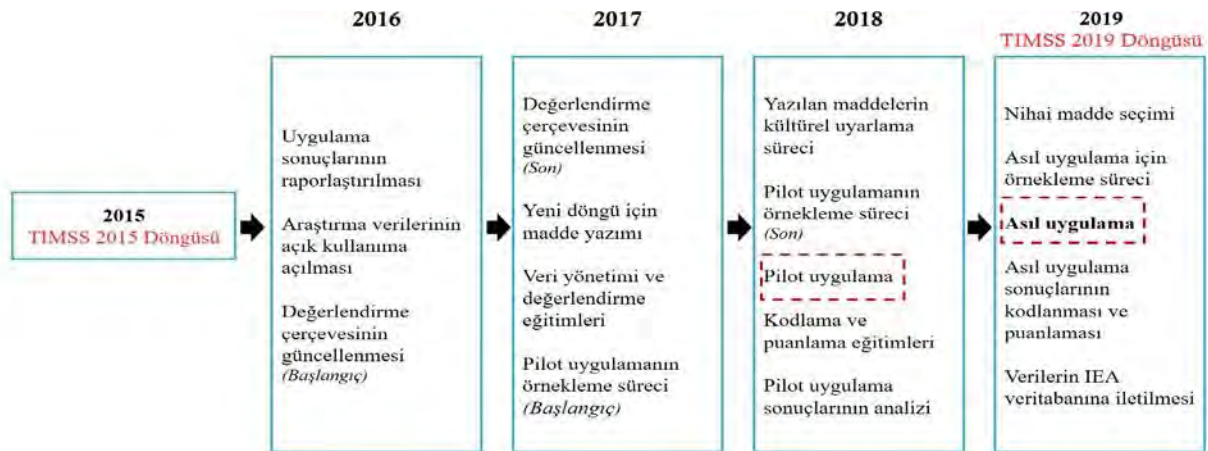 2015
TIMSS 2015 Döngüsü
2016
Uygulama
sonuçlarının
raporlaştırılması
Araştırma verilerinin
açık kullanıma
açılması
Değerlendirme
çerçevesinin
güncellenmesi
(Başlangıç)
2017
Değerlendirme
çerçevesinin
güncellenmesi
(Son)
Yeni döngü için
madde yazımı
Veri yönetimi ve
değerlendirme
eğitimleri
Pilot uygulamanın
örnekleme süreci
(Başlangıç)
2018
Yazılan maddelerin
kültürel uyarlama
süreci
Pilot uygulamanın
örnekleme süreci
(Son)
Pilot uygulama
Kodlama ve
puanlama eğitimleri
Pilot uygulama
sonuçlarının analizi
2019
TIMSS 2019 Döngüsü
Nihai madde seçimi
Asıl uygulama için
örnekleme süreci
Asıl uygulama
Asıl uygulama
sonuçlarının
kodlanması ve
puanlaması
Verilerin IEA
veritabanına iletilmesi